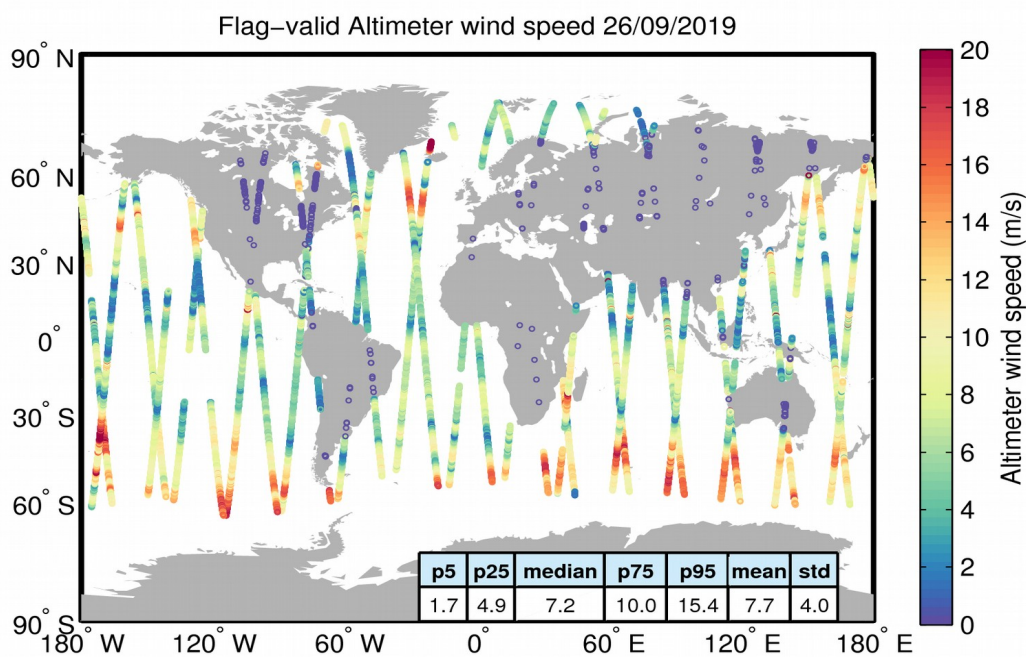 Flag−valid Altimeter wind speed 26/09/2019
90° N
60° N
30° N
0°
30° S
60° S
90° S
180° W
120° W
60° W
0°
60° E
120° E
180° E
p5 p25 median p75 p95 mean std
1.7 4.9 7.2 10.0 15.4 7.7 4.0
20
18
16
14
12
10
8
6
4
2
0
Altimeter wind speed (m/s)